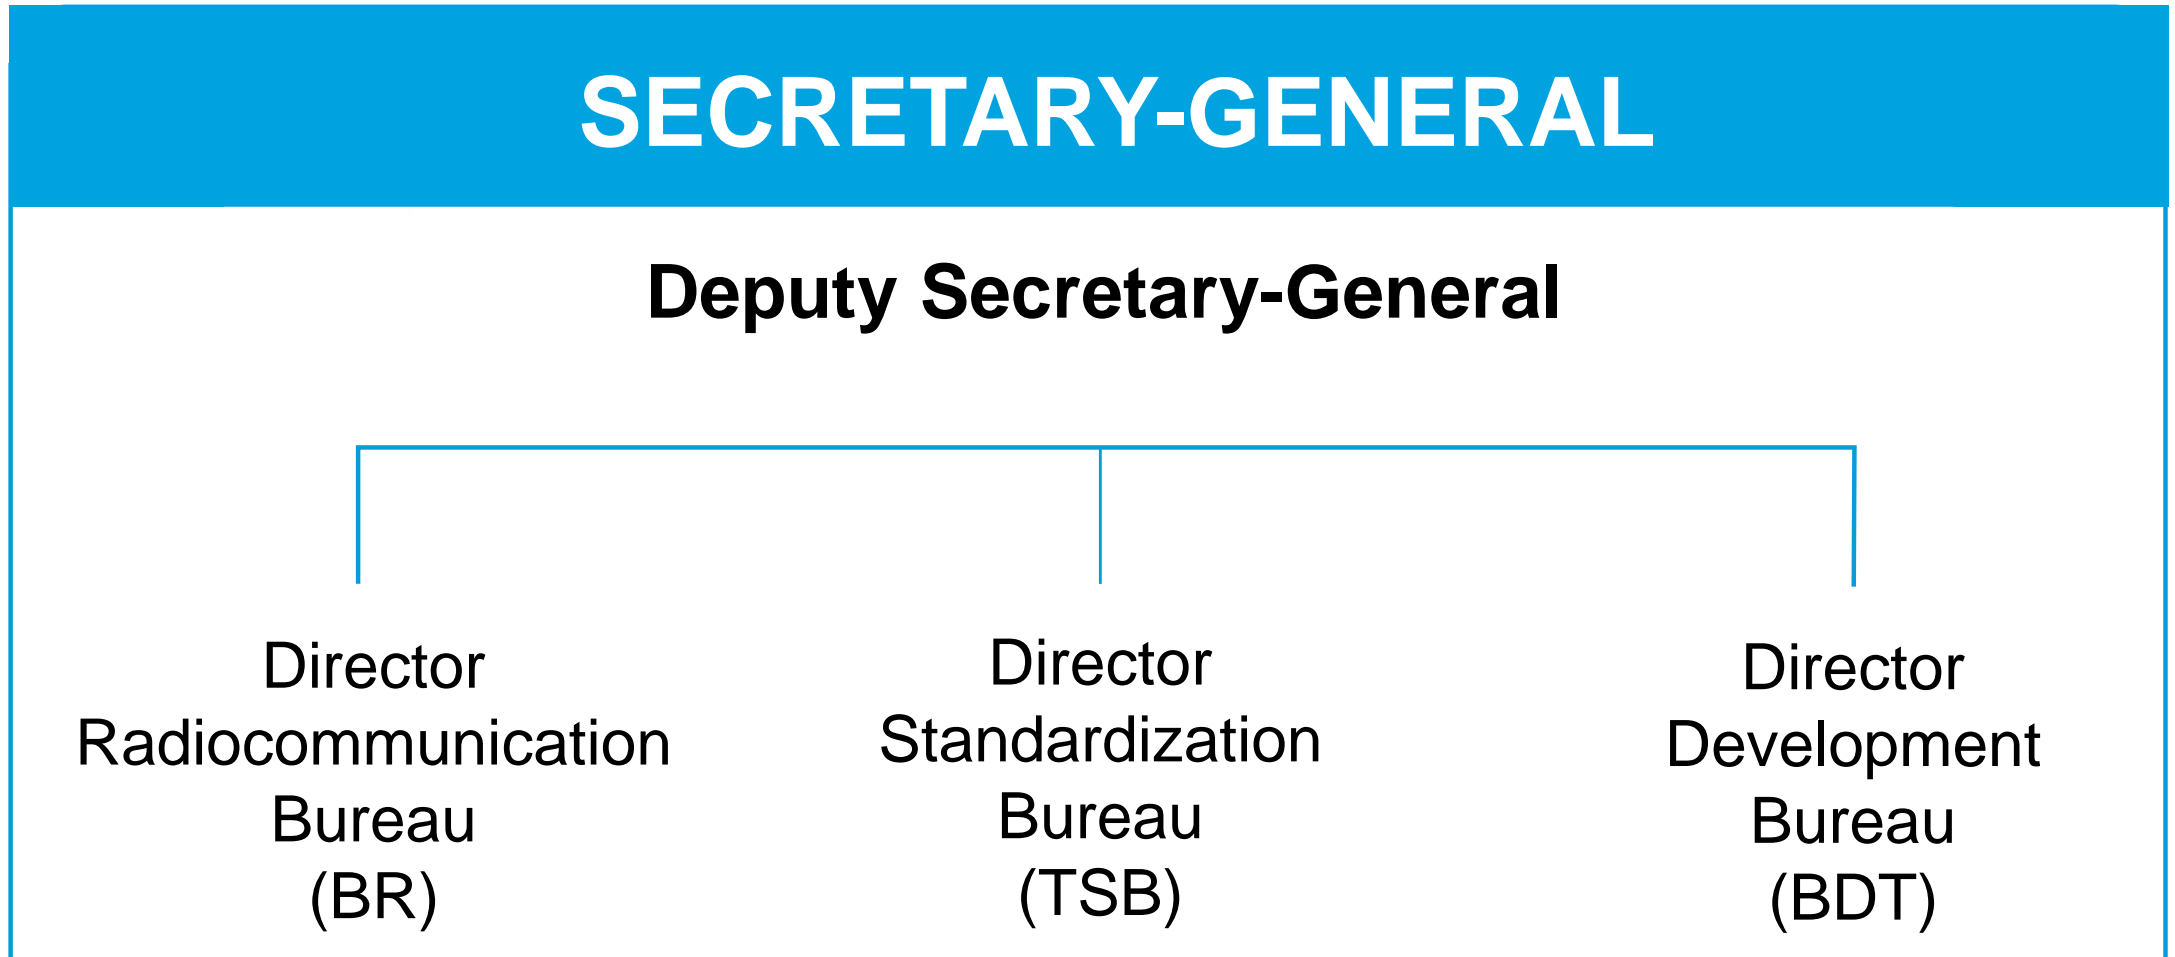 SECRETARY-GENERAL
Deputy Secretary-General
Director
Radiocommunication
Bureau
(BR)
Director
Standardization
Bureau
(TSB)
Director
Development
Bureau
(BDT)